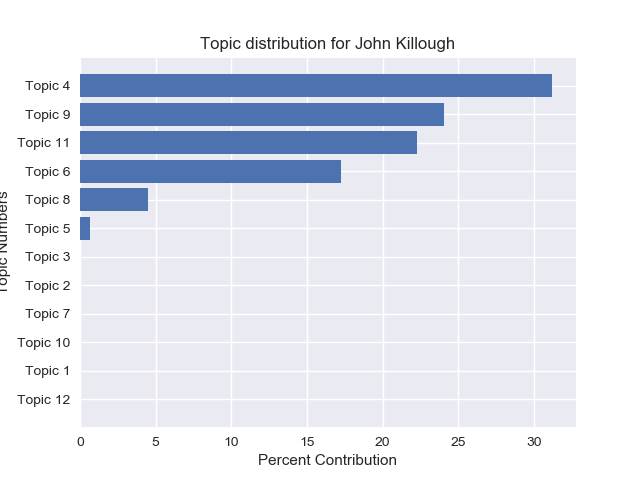 Topic distribution for John Killough
Topic 4
Topic 9
Topic 11
Topic 6
Topic 8
Topic 5
Topic 3
Topic 2
Topic 7
Topic 10
Topic 1
Topic 12
Topic Numbers
0 5 10 15 20 25 30
Percent Contribution